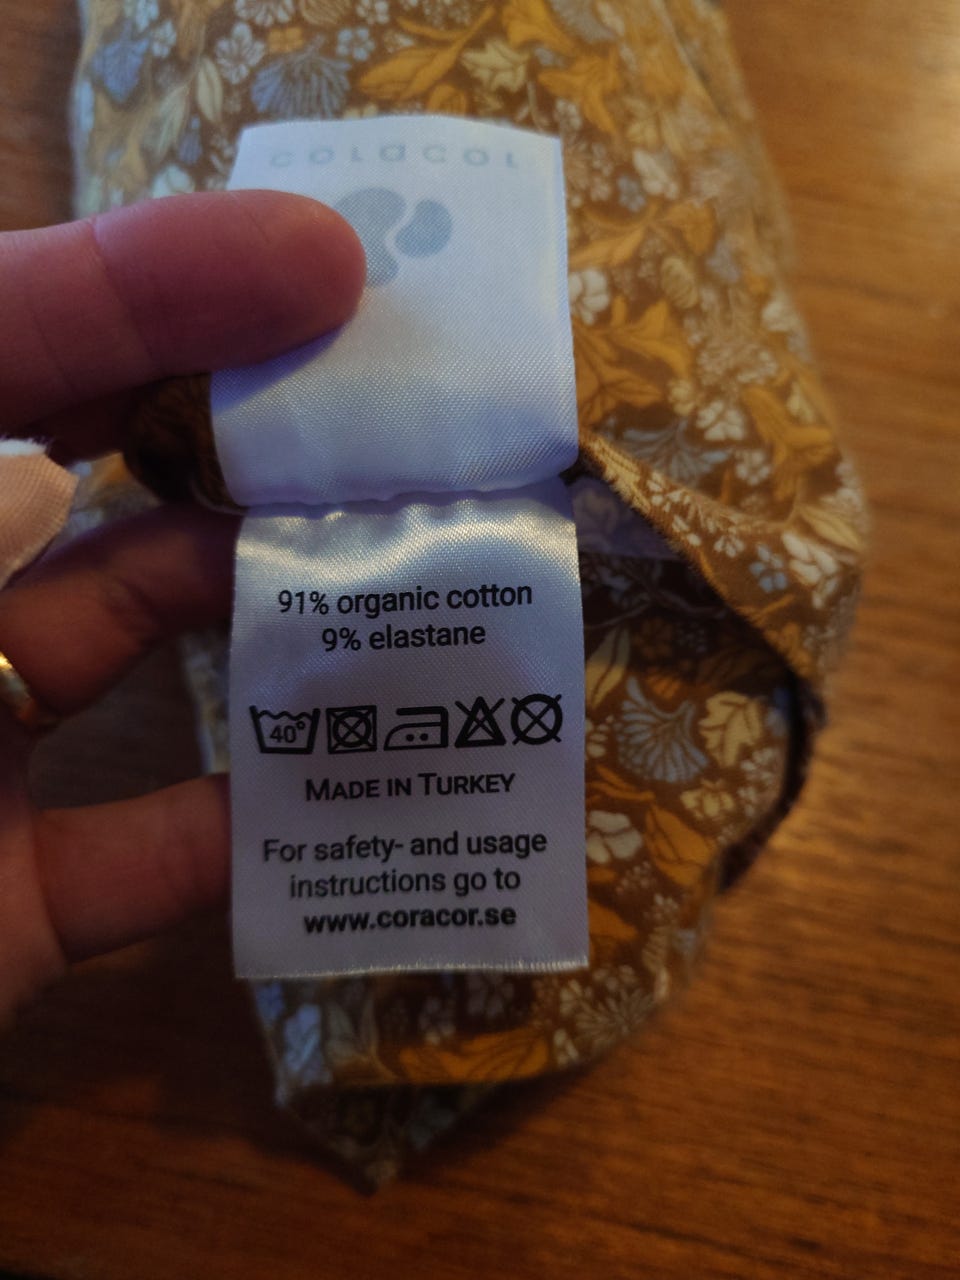 coracor
91% organic cotton
9% elastane
40°
MADE IN TURKEY
For safety- and usage
instructions go to
www.coracor.se